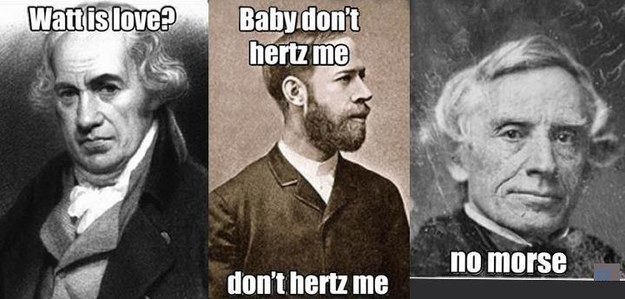 Watt is love?
Baby don't
hertz me
don't hertz me
no morse